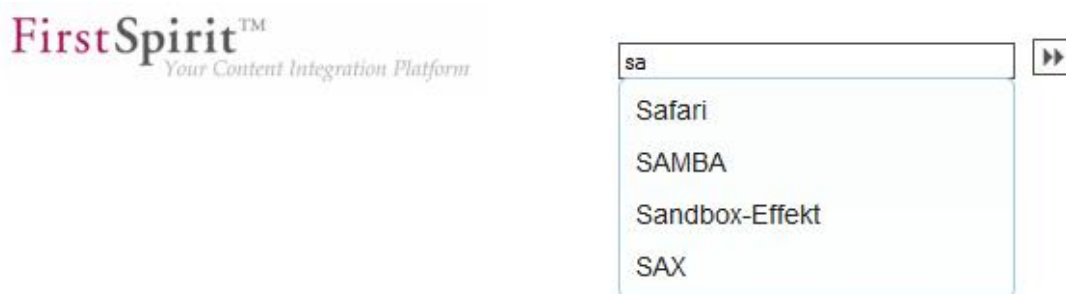 FirstSpirit™
Your Content Integration Platform
sa
Safari
SAMBA
Sandbox-Effekt
SAX